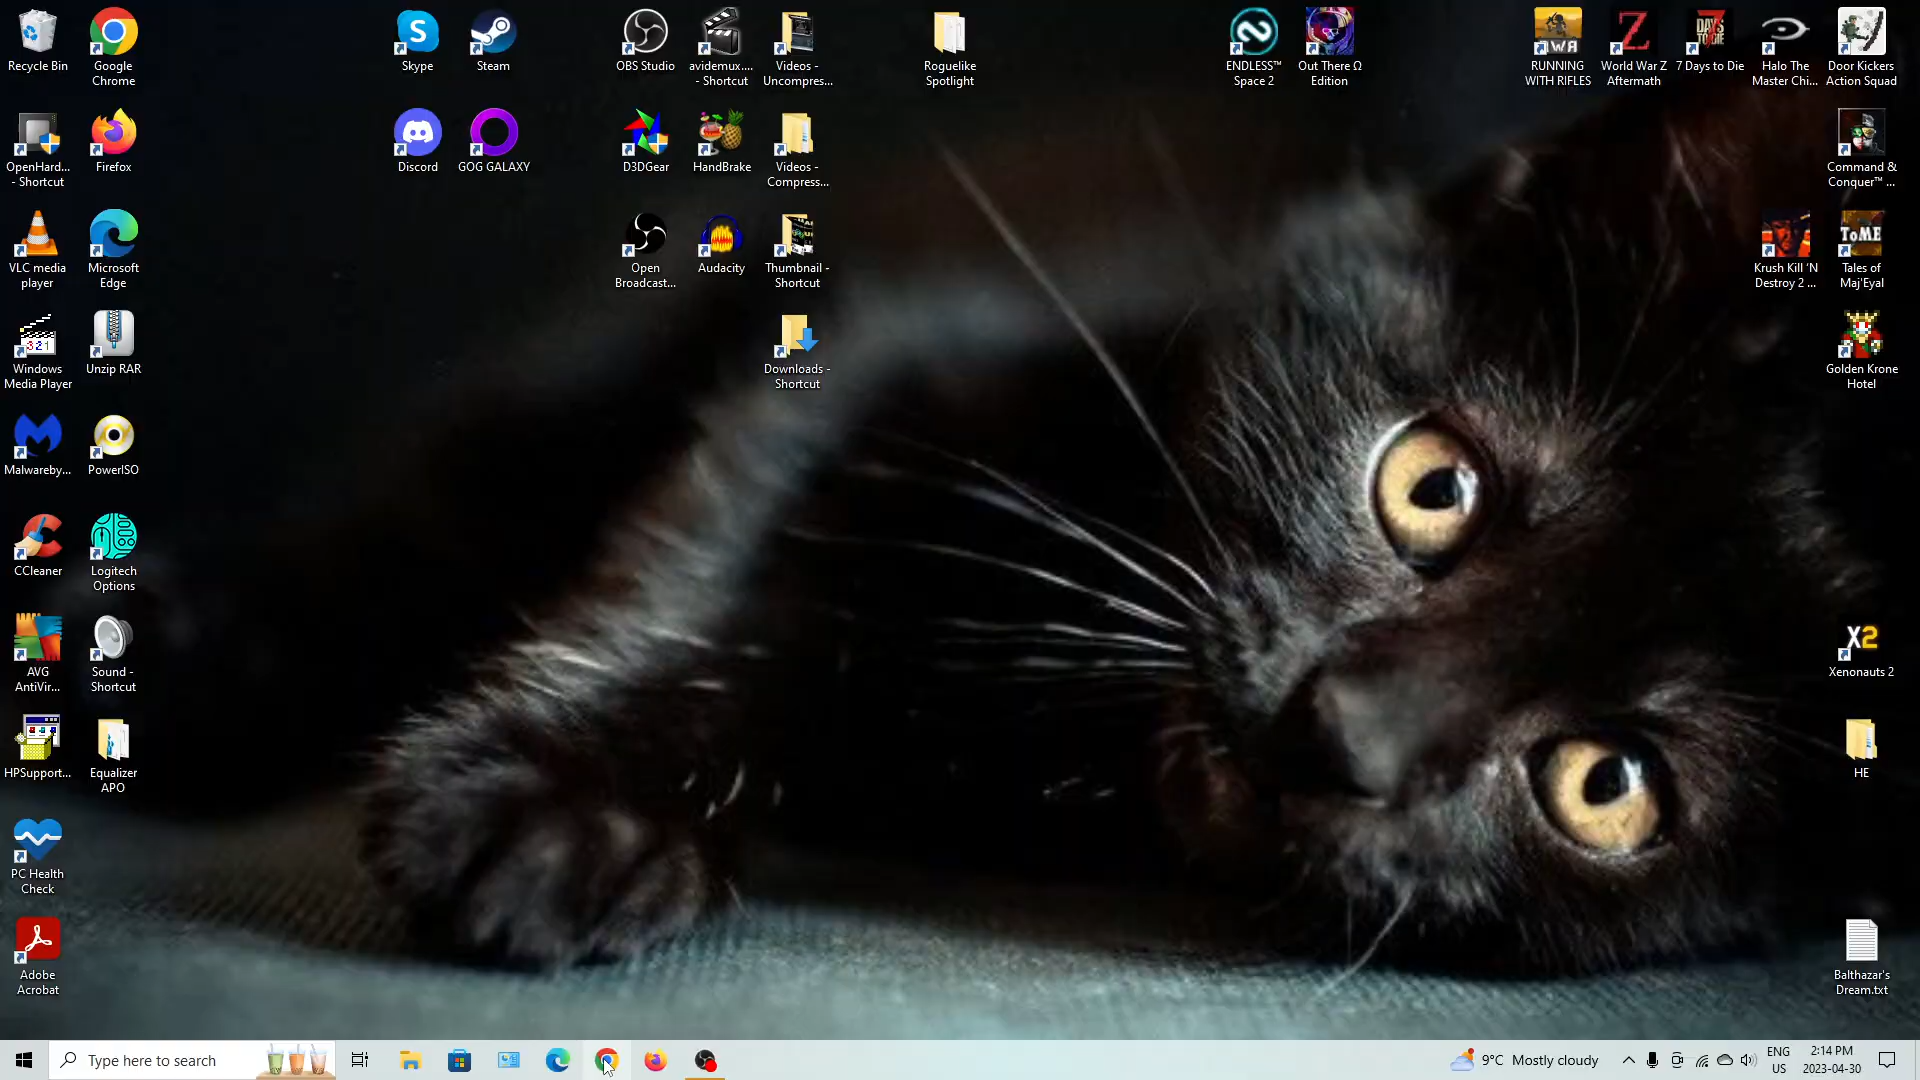 Recycle Bin
Google
Chrome
Skype
Steam
OBS Studio
avidemux....
- Shortcut
Videos -
Uncompres...
Roguelike
Spotlight
ENDLESS™
Space 2
Out There Ω
Edition
RUNNING
WITH RIFLES
World War Z
Aftermath
7 Days to Die
Halo The
Master Chi...
Door Kickers
Action Squad
OpenHard...
- Shortcut
Firefox
Discord
GOG GALAXY
D3DGear
HandBrake
Videos -
Compress...
Command &
Conquer™ ...
VLC media
player
Microsoft
Edge
Open
Broadcast...
Audacity
Thumbnail -
Shortcut
Krush Kill 'N
Destroy 2 ...
ToME
Tales of
Maj'Eyal
321
Windows
Media Player
Unzip RAR
Downloads -
Shortcut
Golden Krone
Hotel
Malwareby...
PowerISO
CCleaner
Logitech
Options
AVG
AntiVir...
Sound -
Shortcut
X2
Xenonauts 2
HPSupport...
Equalizer
APO
HE
PC Health
Check
Adobe
Acrobat
Balthazar's
Dream.txt
Type here to search
9°C Mostly cloudy
ENG
US
2:14 PM
2023-04-30